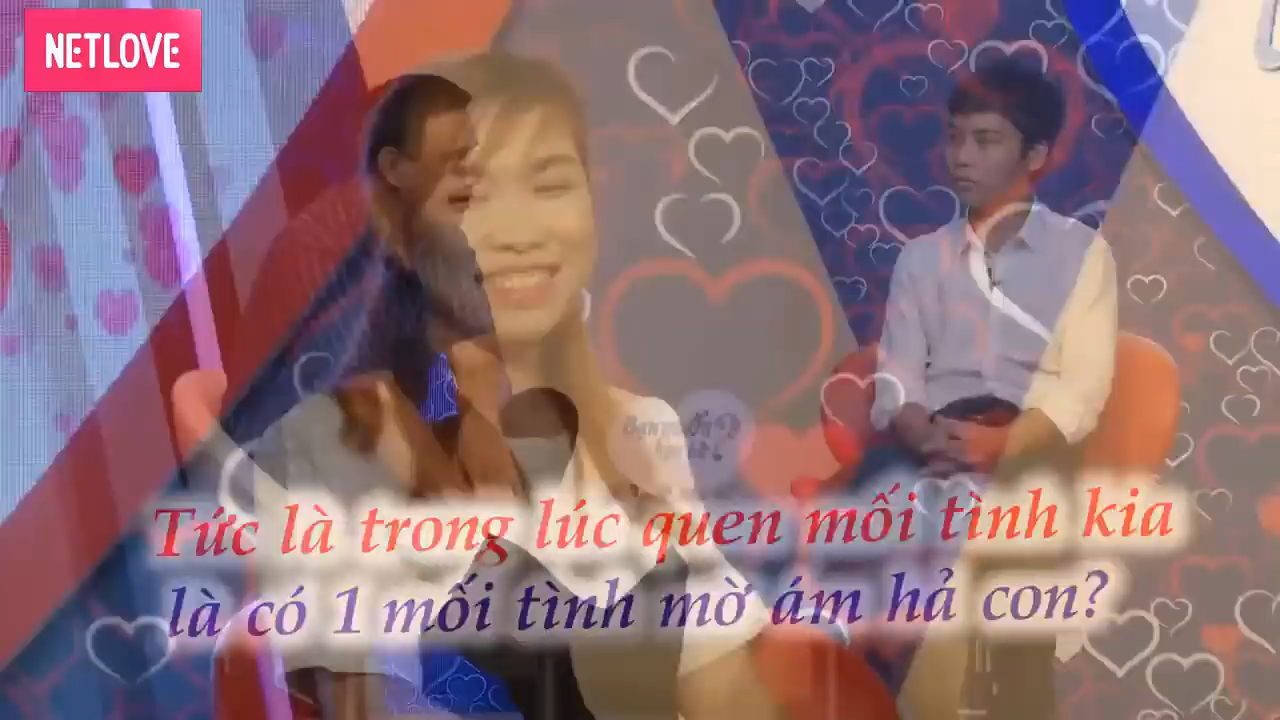 NETLOVE
Tức là trong lúc quen mối tình kia
là có 1 mối tình mờ ám hả con?